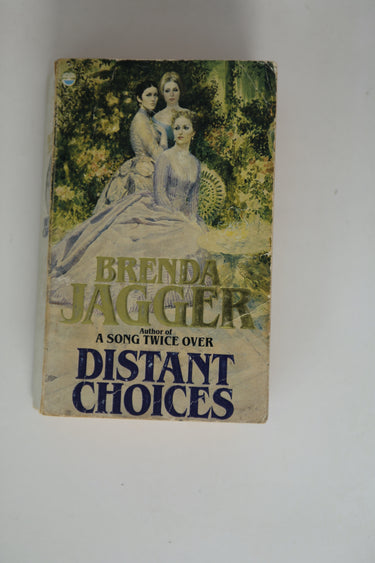 BRENDA
JAGGER
Author of
A SONG TWICE OVER
DISTANT
CHOICES